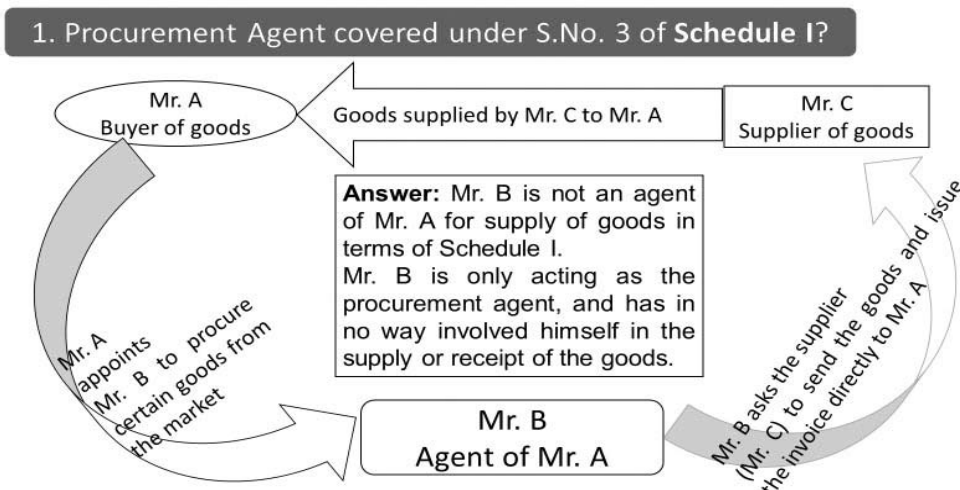 1. Procurement Agent covered under S.No. 3 of Schedule I?
Mr. A
Buyer of goods
Goods supplied by Mr. C to Mr. A
Mr. C
Supplier of goods
Answer: Mr. B is not an agent
of Mr. A for supply of goods in
terms of Schedule I.
Mr. B is only acting as the
procurement agent, and has in
no way involved himself in the
supply or receipt of the goods.
Mr. A
appoints
Mr. B to procure
certain goods from
the market
Mr. B
Agent of Mr. A
Mr. B asks the supplier
(Mr. C) to send the goods and issue
the invoice directly to Mr. A